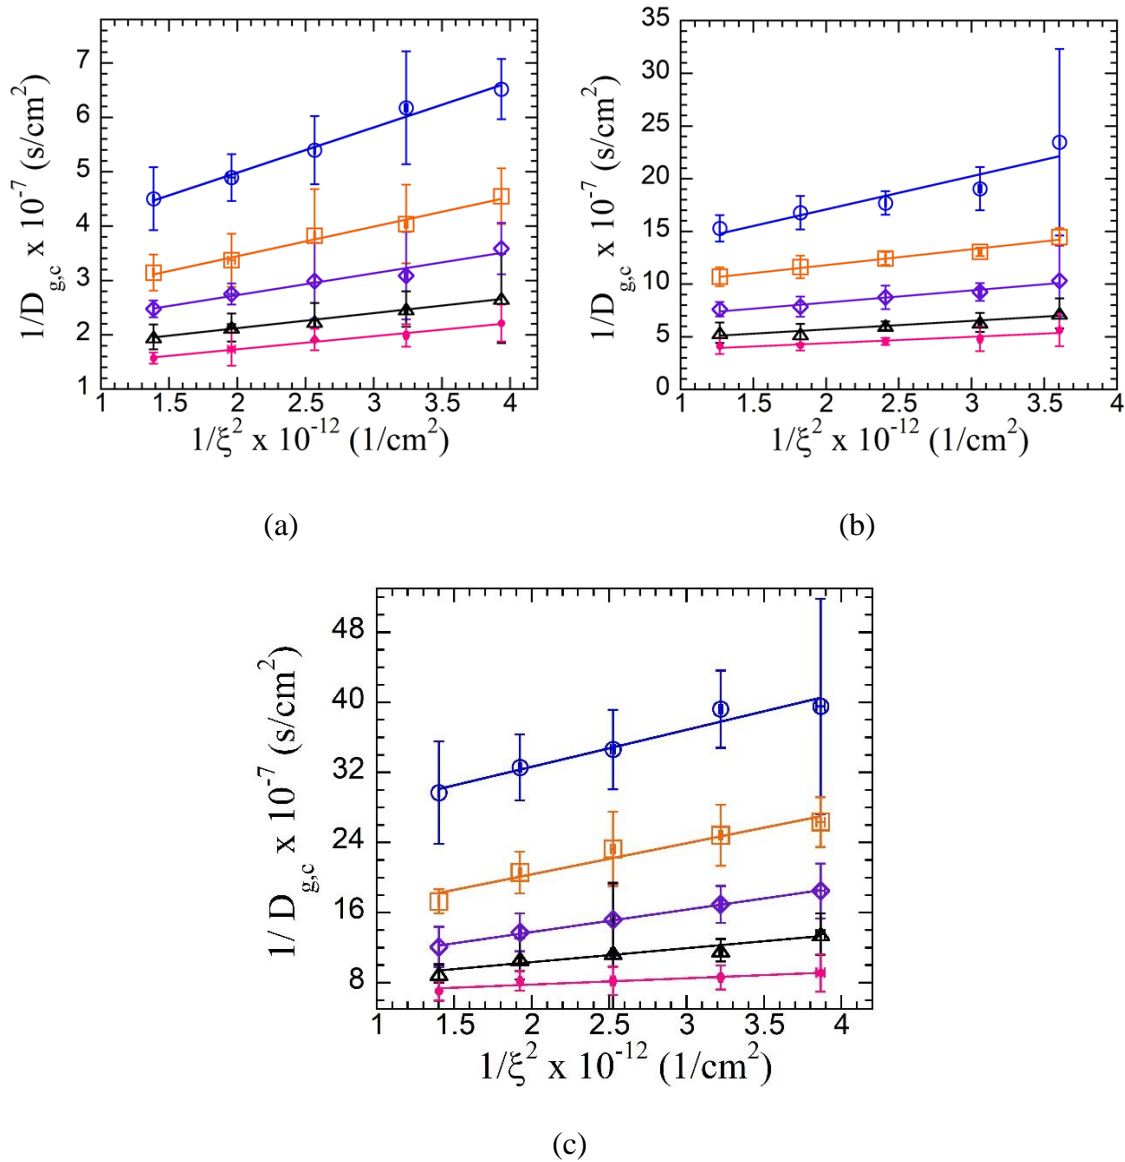 1/D_g,c x 10^-7 (s/cm^2)
7
6
5
4
3
2
1
1 1.5 2 2.5 3 3.5 4
1/ξ^2 x 10^-12 (1/cm^2)
(a)
1/D_g,c x 10^-7 (s/cm^2)
35
30
25
20
15
10
5
0
1 1.5 2 2.5 3 3.5 4
1/ξ^2 x 10^-12 (1/cm^2)
(b)
1/ D_g,c x 10^-7 (s/cm^2)
48
40
32
24
16
8
1 1.5 2 2.5 3 3.5 4
1/ξ^2 x 10^-12 (1/cm^2)
(c)